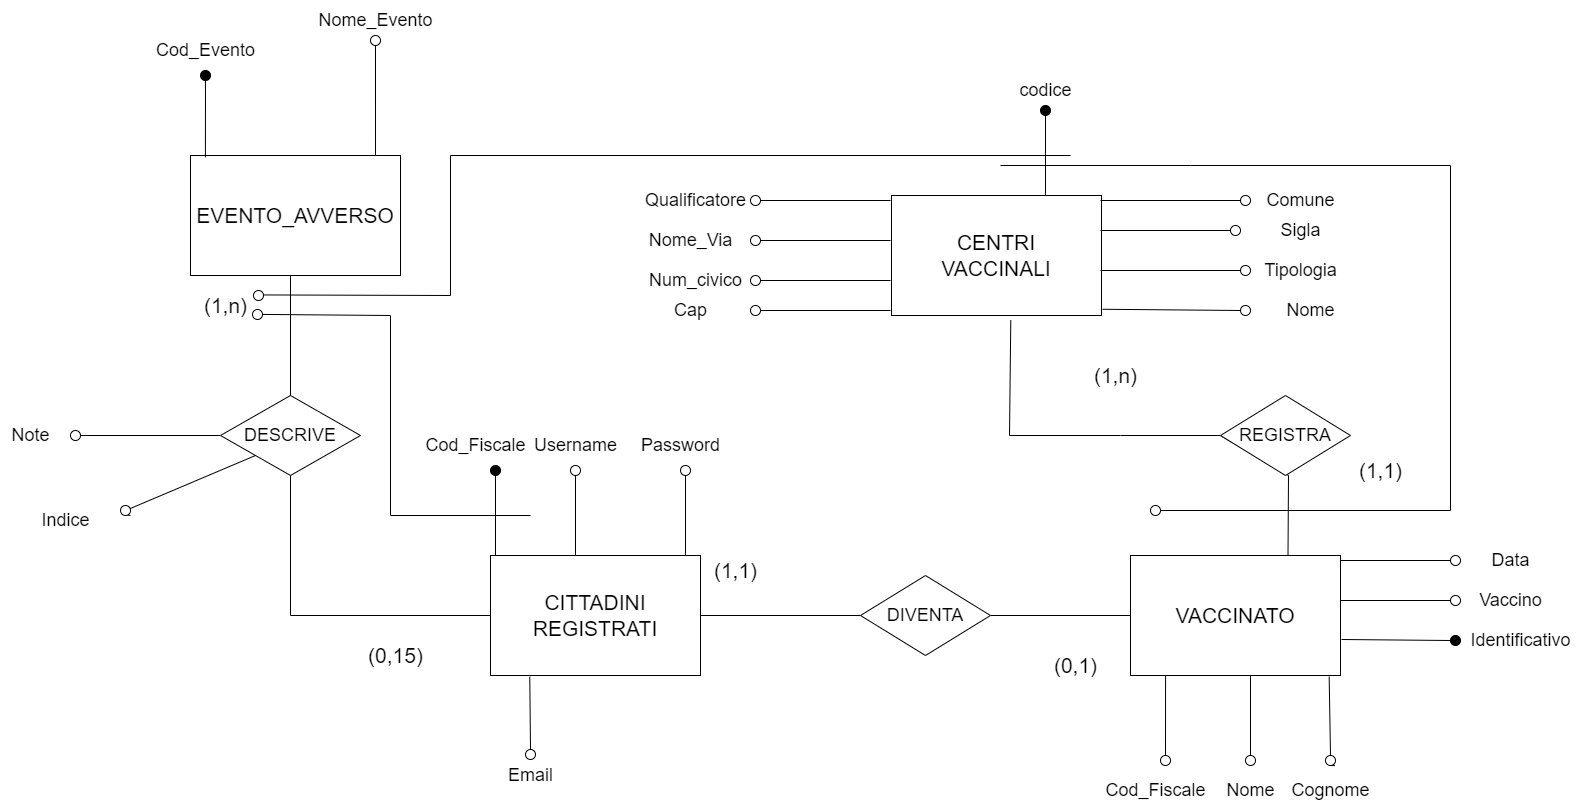 Nome_Evento
Cod_Evento
codice
Qualificatore
Comune
EVENTO_AVVERSO
Nome_Via
CENTRI
VACCINALI
Sigla
Num_civico
Tipologia
(1,n)
Cap
Nome
(1,n)
Note
DESCRIVE
Cod_Fiscale
Username
Password
REGISTRA
(1,1)
Indice
(1,1)
Data
CITTADINI
REGISTRATI
DIVENTA
VACCINATO
Vaccino
Identificativo
(0,15)
(0,1)
Email
Cod_Fiscale
Nome
Cognome